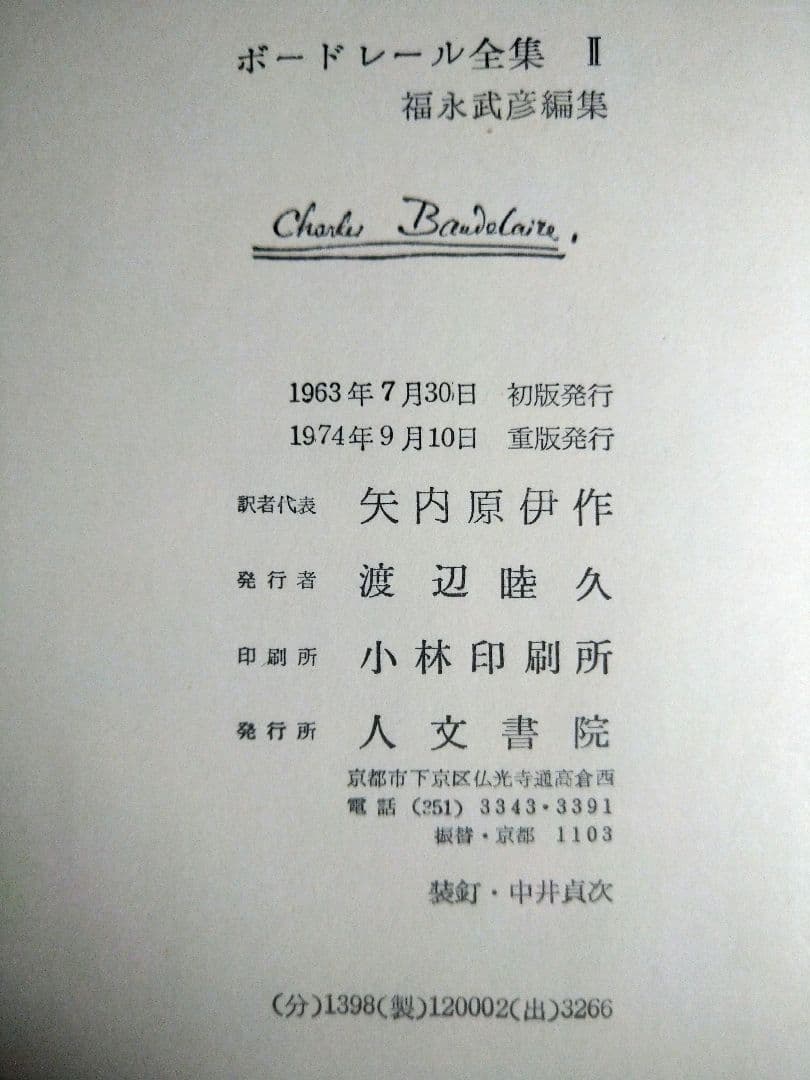 ボードレール全集 Ⅱ
福永武彦編集
Charles Baudelaire.
1963年7月30日 初版発行
1974年9月10日 重版発行
訳者代表 矢内原伊作
発行者 渡辺睦久
印刷所 小林印刷所
発行所 人文書院
京都市下京区仏光寺通高倉西
電話 (351) 3343・3391
振替・京都 1103
装釘・中井貞次
(分)1398(製)120002(出)3266